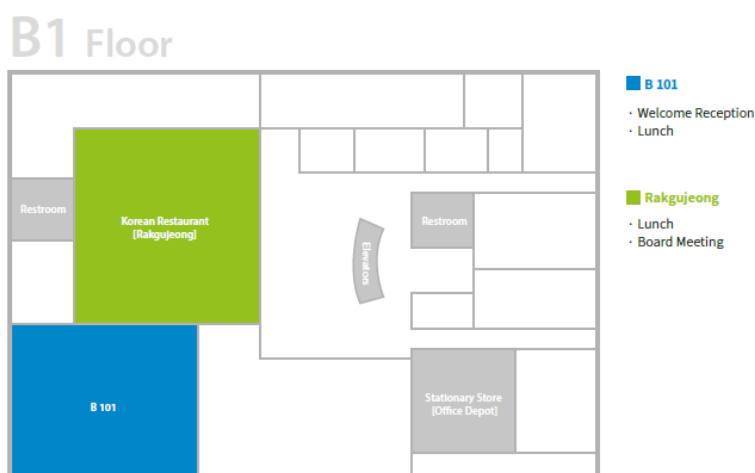 B1 Floor
B 101
· Welcome Reception
· Lunch
Rakgujeong
· Lunch
· Board Meeting
Restroom
Korean Restaurant
[Rakgujeong]
Elevators
Restroom
B 101
Stationary Store
[Office Depot]